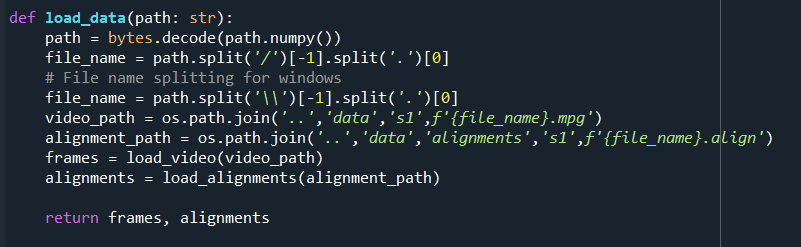 def load_data(path: str):
    path = bytes.decode(path.numpy())
    file_name = path.split('/')[-1].split('.')[0]
    # File name splitting for windows
    file_name = path.split('\\')[-1].split('.')[0]
    video_path = os.path.join('..','data','s1',f'{file_name}.mpg')
    alignment_path = os.path.join('..','data','alignments','s1',f'{file_name}.align')
    frames = load_video(video_path)
    alignments = load_alignments(alignment_path)

    return frames, alignments